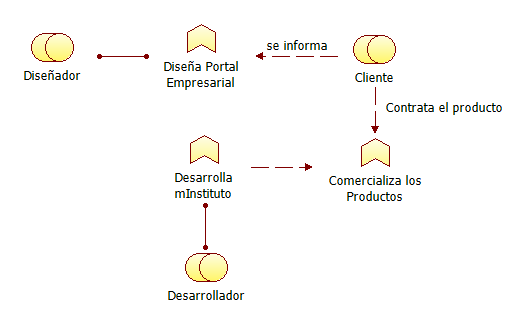 se informa
Diseñador
Diseña Portal
Empresarial
Cliente
Contrata el producto
Desarrolla
mInstituto
Comercializa los
Productos
Desarrollador